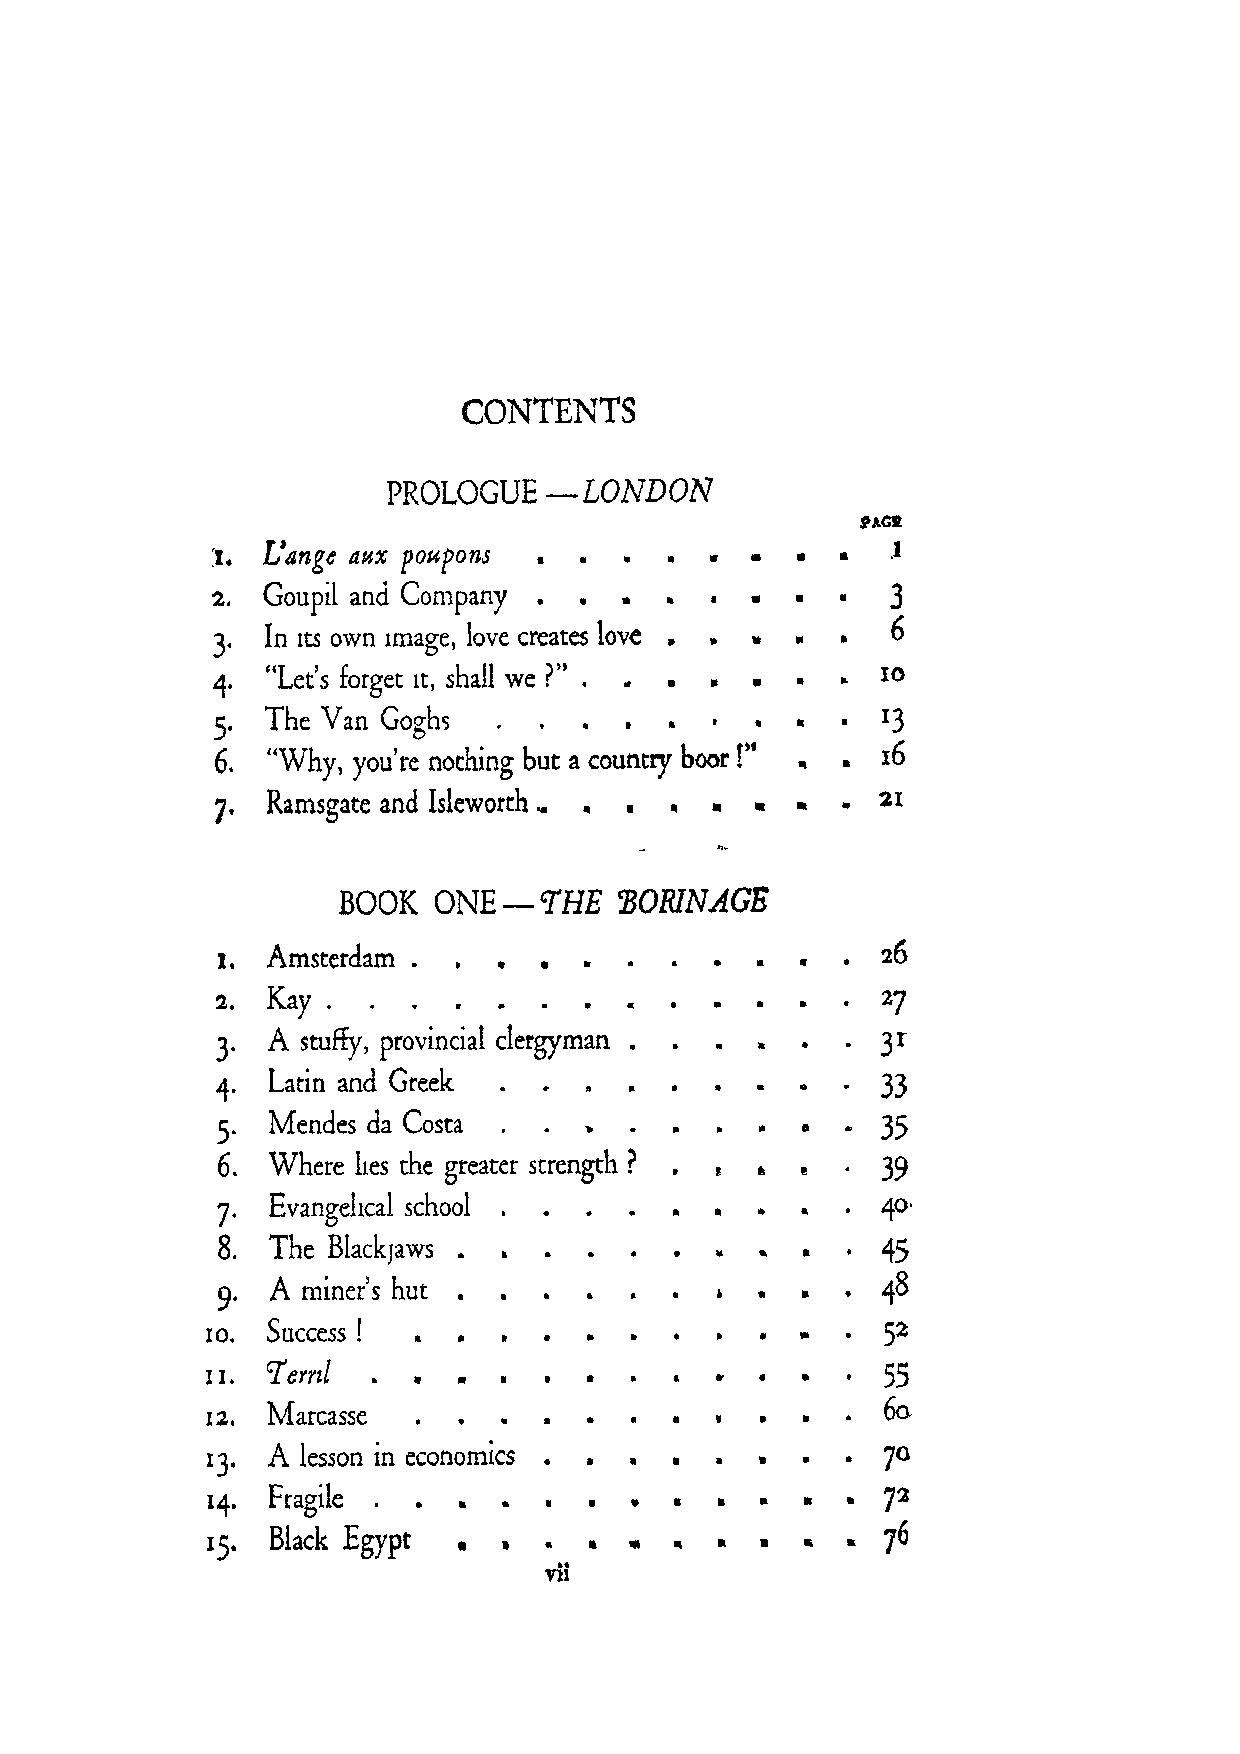 CONTENTS
PROLOGUE — LONDON
PAGE
1. L'ange aux poupons . . . . . . . . 1
2. Goupil and Company . . . . . . . . 3
3. In its own image, love creates love . . . . . 6
4. "Let's forget it, shall we ?" . . . . . . . 10
5. The Van Goghs . . . . . . . . . 13
6. "Why, you're nothing but a country boor !" . . 16
7. Ramsgate and Isleworth . . . . . . . . 21
BOOK ONE — THE BORINAGE
1. Amsterdam . . . . . . . . . . . 26
2. Kay . . . . . . . . . . . . . 27
3. A stuffy, provincial clergyman . . . . . . 31
4. Latin and Greek . . . . . . . . . 33
5. Mendes da Costa . . . . . . . . . 35
6. Where lies the greater strength ? . . . . . 39
7. Evangelical school . . . . . . . . . 40
8. The Blackjaws . . . . . . . . . . 45
9. A miner's hut . . . . . . . . . . 48
10. Success ! . . . . . . . . . . . 52
11. Terril . . . . . . . . . . . . 55
12. Marcasse . . . . . . . . . . . 60
13. A lesson in economics . . . . . . . . 70
14. Fragile . . . . . . . . . . . . 72
15. Black Egypt . . . . . . . . . . 76
vii